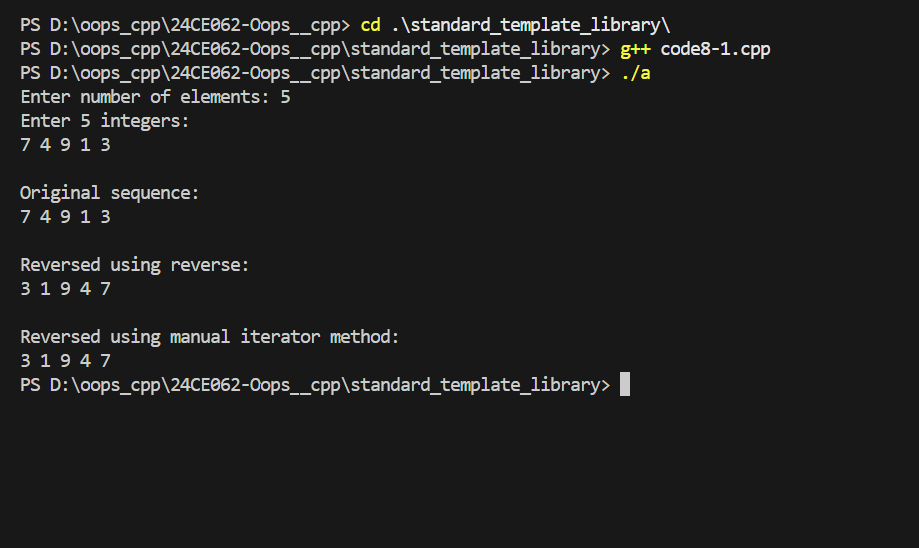 PS D:\oops_cpp\24CE062-Oops__cpp> cd .\standard_template_library\
PS D:\oops_cpp\24CE062-Oops__cpp\standard_template_library> g++ code8-1.cpp
PS D:\oops_cpp\24CE062-Oops__cpp\standard_template_library> ./a
Enter number of elements: 5
Enter 5 integers:
7 4 9 1 3

Original sequence:
7 4 9 1 3

Reversed using reverse:
3 1 9 4 7

Reversed using manual iterator method:
3 1 9 4 7
PS D:\oops_cpp\24CE062-Oops__cpp\standard_template_library>